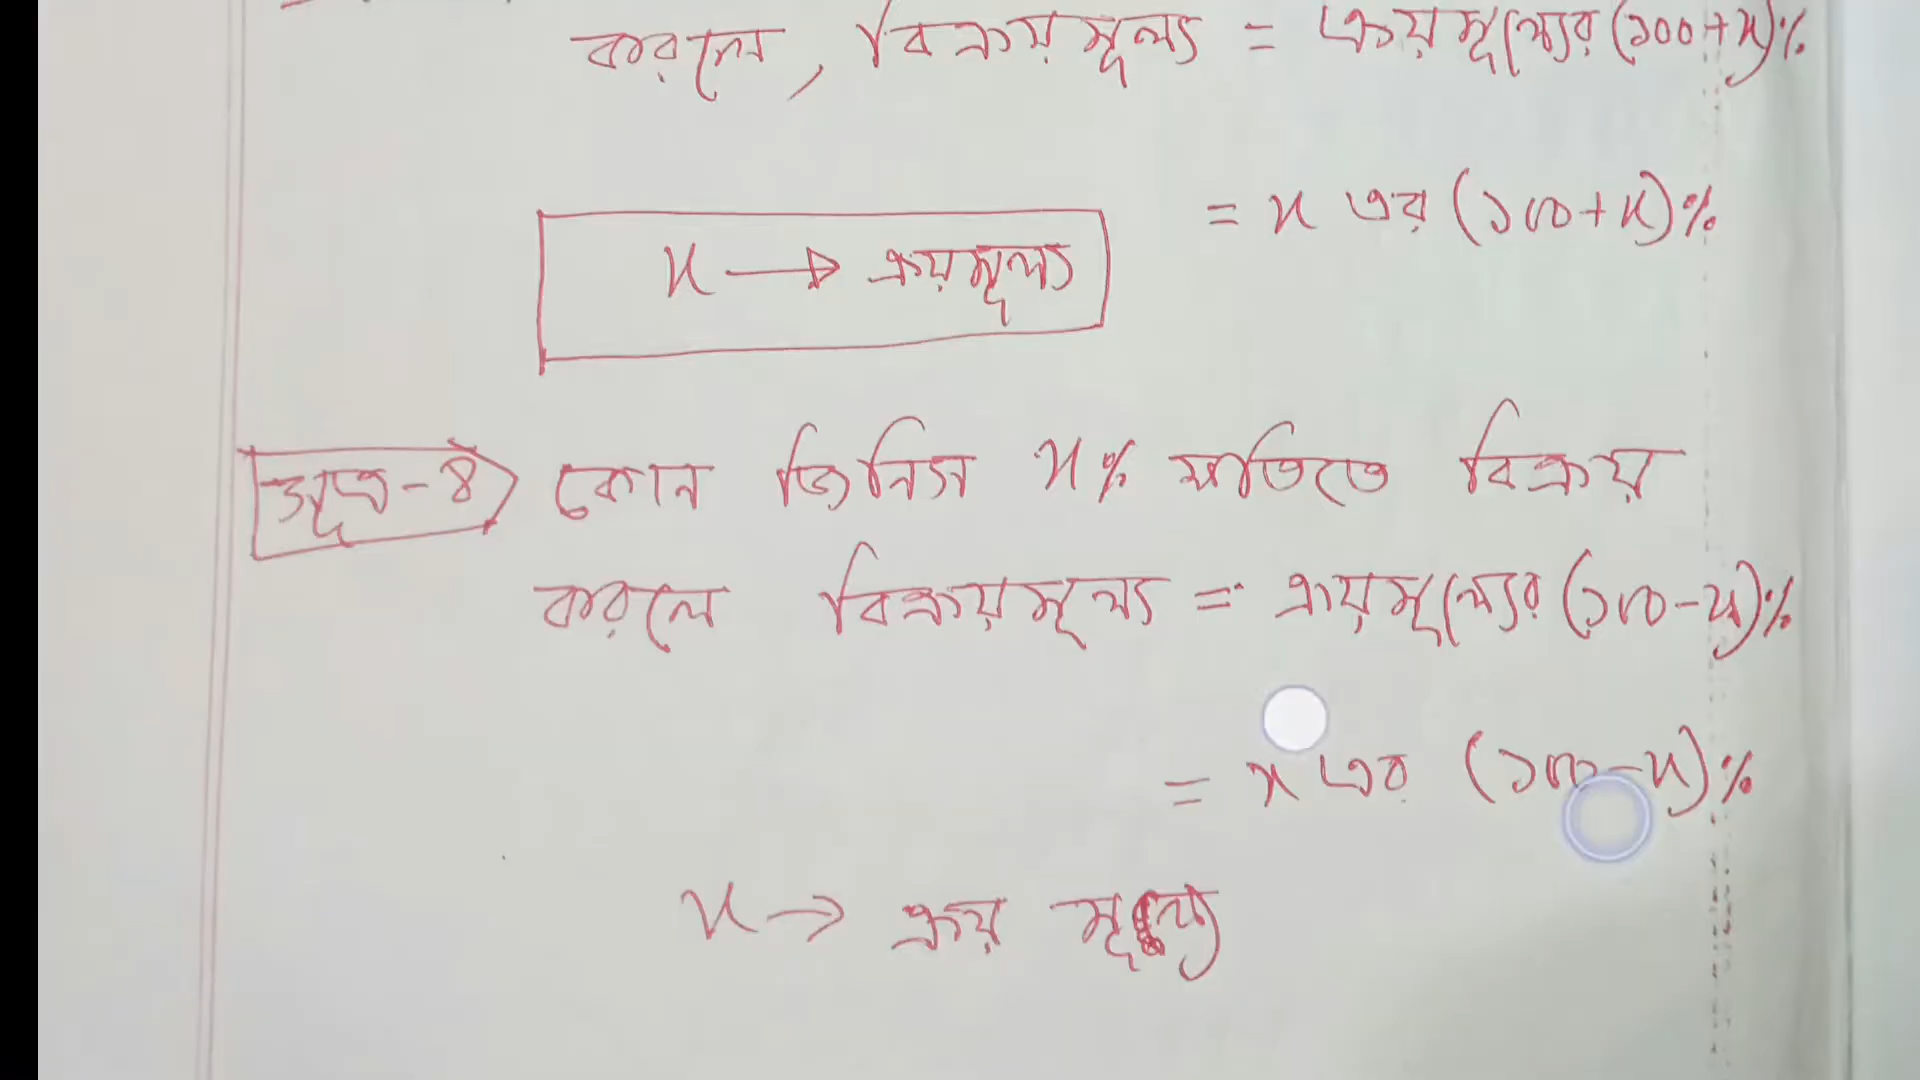 করলে, বিক্রয়মূল্য = ক্রয়মূল্যের (১০০+x)%
= x এর (১০০+x)%
x → ক্রয়মূল্য
সূত্র-৪ কোন জিনিস x% ক্ষতিতে বিক্রয়
করলে বিক্রয়মূল্য = ক্রয়মূল্যের (১০০-x)%
= x এর (১০০-x)%
x → ক্রয় মূল্য